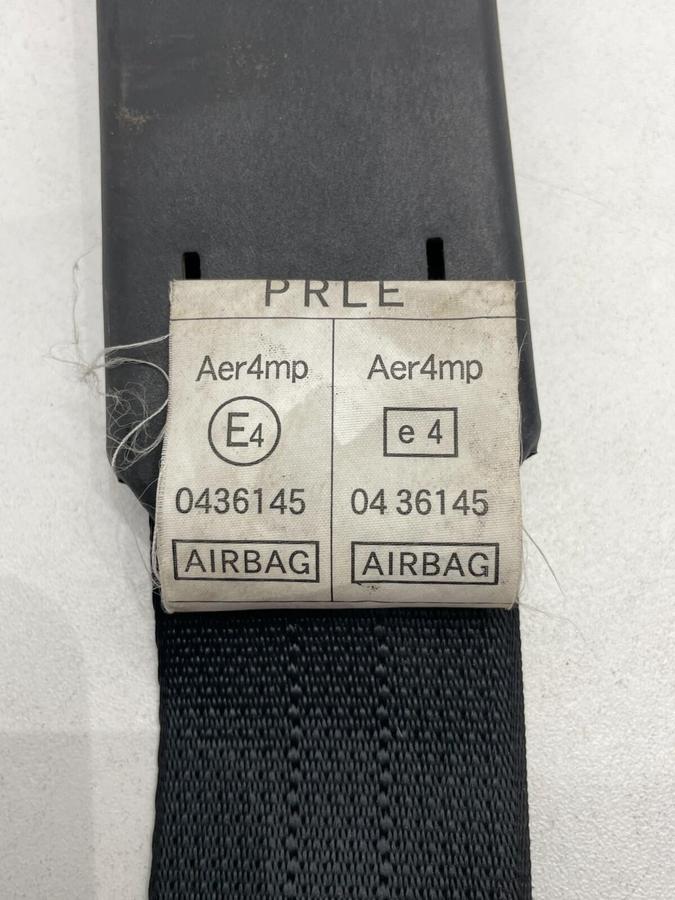 PRLE
Aer4mp Aer4mp
E4 e 4
0436145 04 36145
AIRBAG AIRBAG